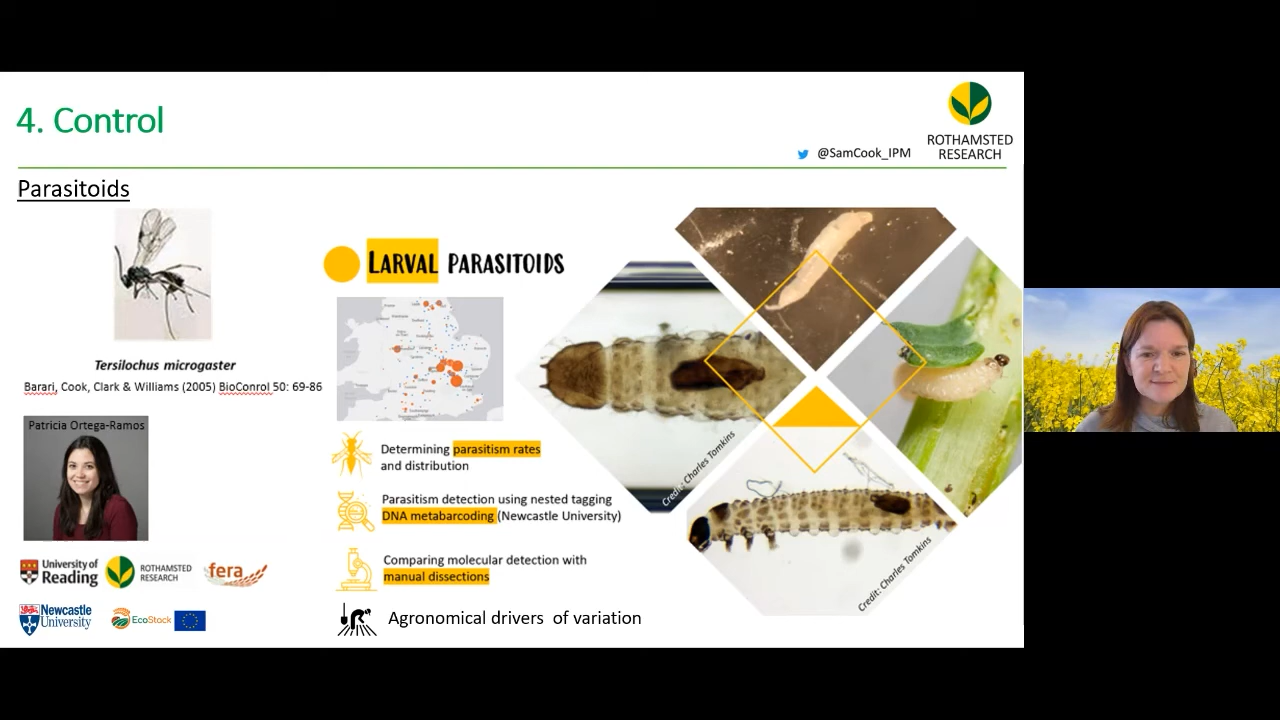 4. Control
@SamCook_IPM
ROTHAMSTED
RESEARCH
Parasitoids
Tersilochus microgaster
Barari, Cook, Clark & Williams (2005) BioConrol 50: 69-86
Patricia Ortega-Ramos
University of
Reading
ROTHAMSTED
RESEARCH
fera
Newcastle
University
EcoStock
LARVAL PARASITOIDS
Determining parasitism rates
and distribution
Parasitism detection using nested tagging
DNA metabarcoding (Newcastle University)
Comparing molecular detection with
manual dissections
Agronomical drivers of variation
Credit: Charles Tomkins
Credit: Charles Tomkins